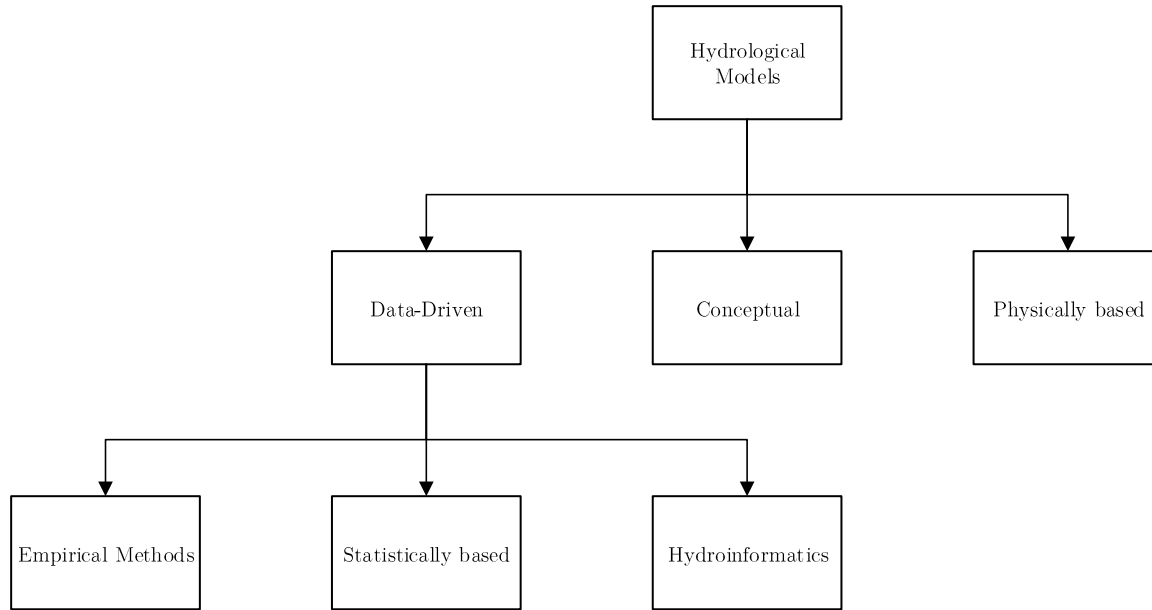 Hydrological
Models
Data-Driven
Conceptual
Physically based
Empirical Methods
Statistically based
Hydroinformatics